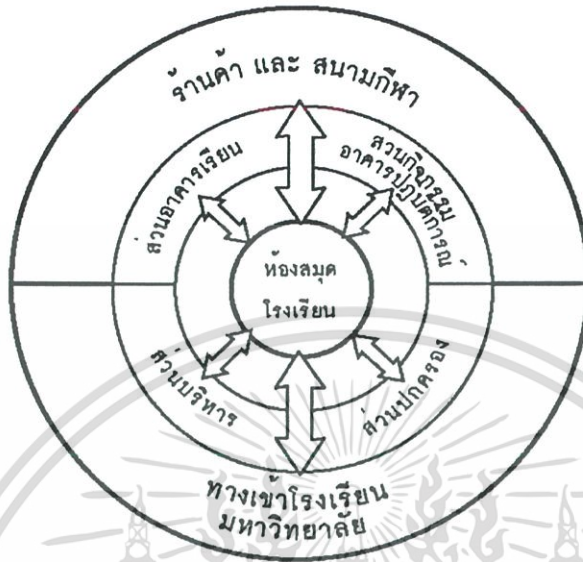 ร้านค้า และ สนามกีฬา
ส่วนอาคารเรียน
ส่วนกิจกรรม
อาคารปฏิบัติการณ์
ห้องสมุด
โรงเรียน
ส่วนบริหาร
ส่วนปกครอง
ทางเข้าโรงเรียน
มหาวิทยาลัย